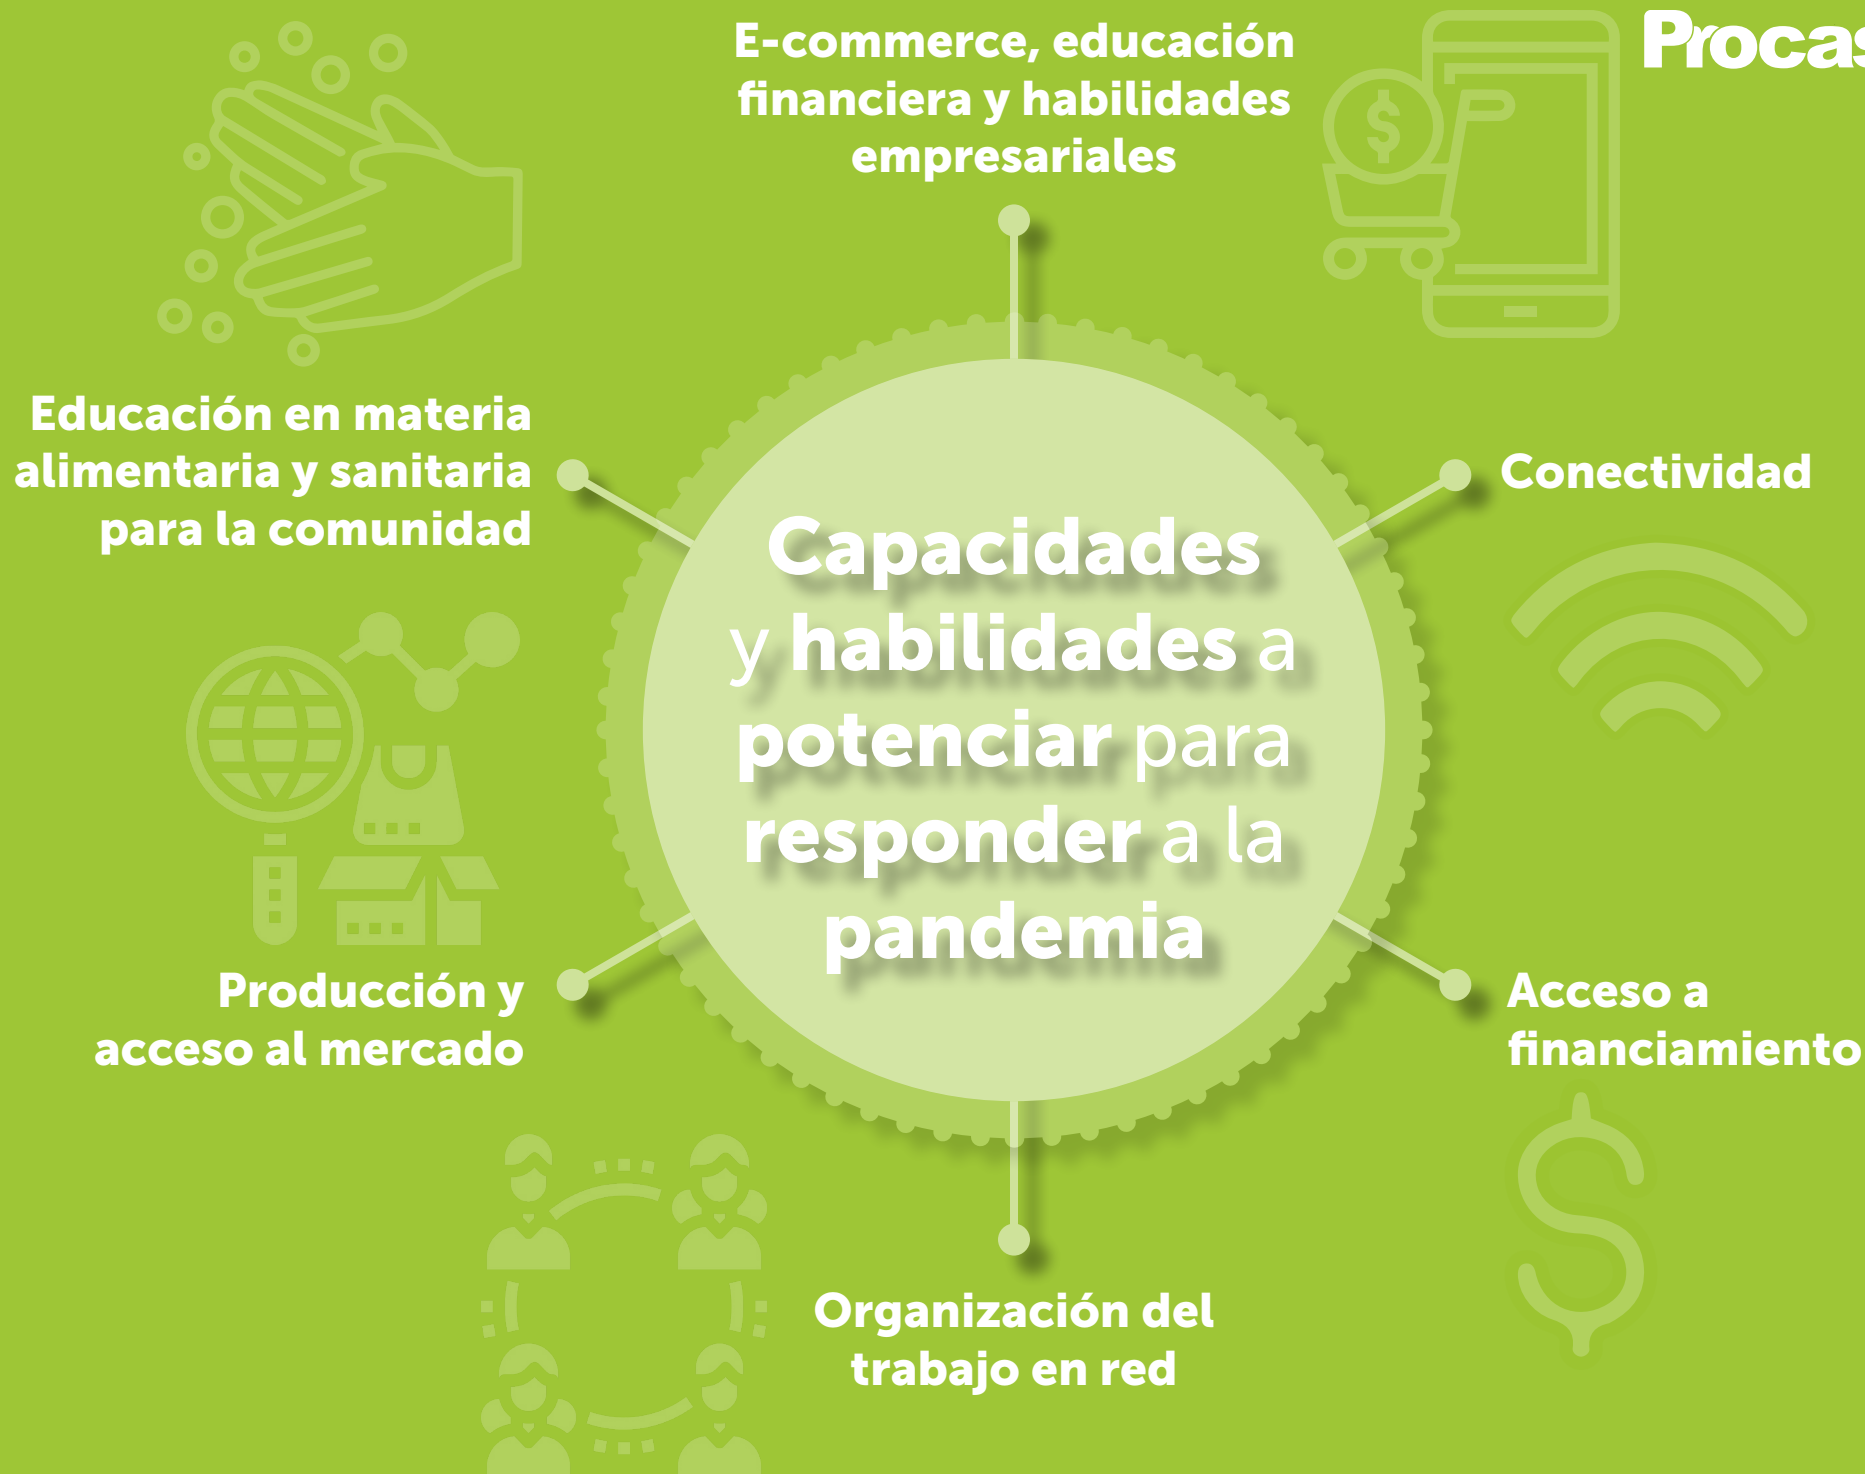 E-commerce, educación
financiera y habilidades
empresariales
Educación en materia
alimentaria y sanitaria
para la comunidad
Conectividad
Capacidades
y habilidades a
potenciar para
responder a la
pandemia
Producción y
acceso al mercado
Acceso a
financiamiento
Organización del
trabajo en red